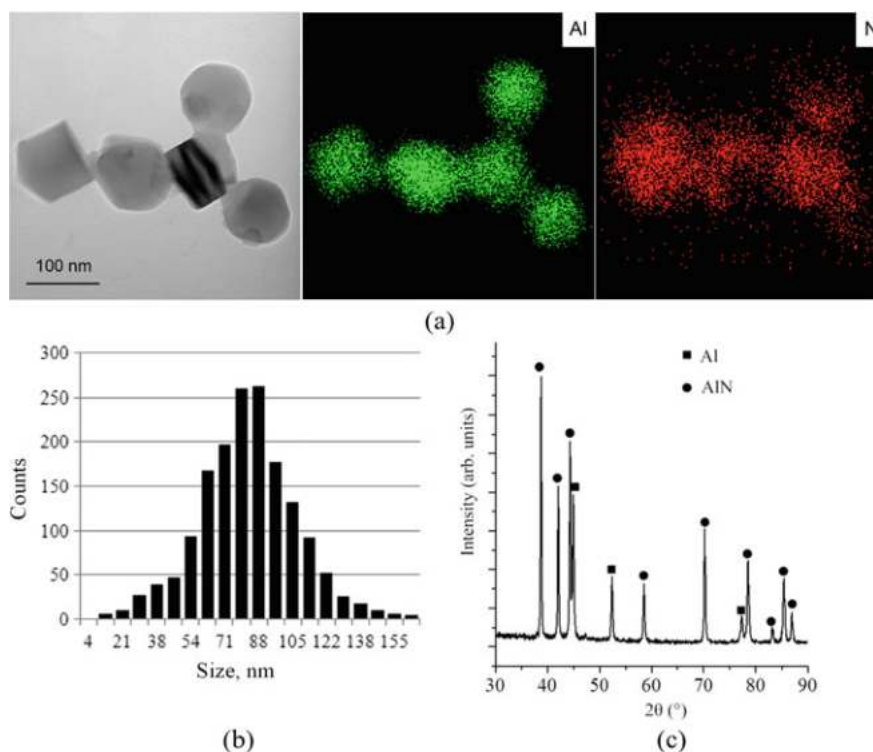 Al
N
100 nm
(a)
300
250
200
150
100
50
0
Counts
4 21 38 54 71 88 105 122 138 155
Size, nm
(b)
■ Al
● AlN
Intensity (arb. units)
30 40 50 60 70 80 90
2θ (°)
(c)